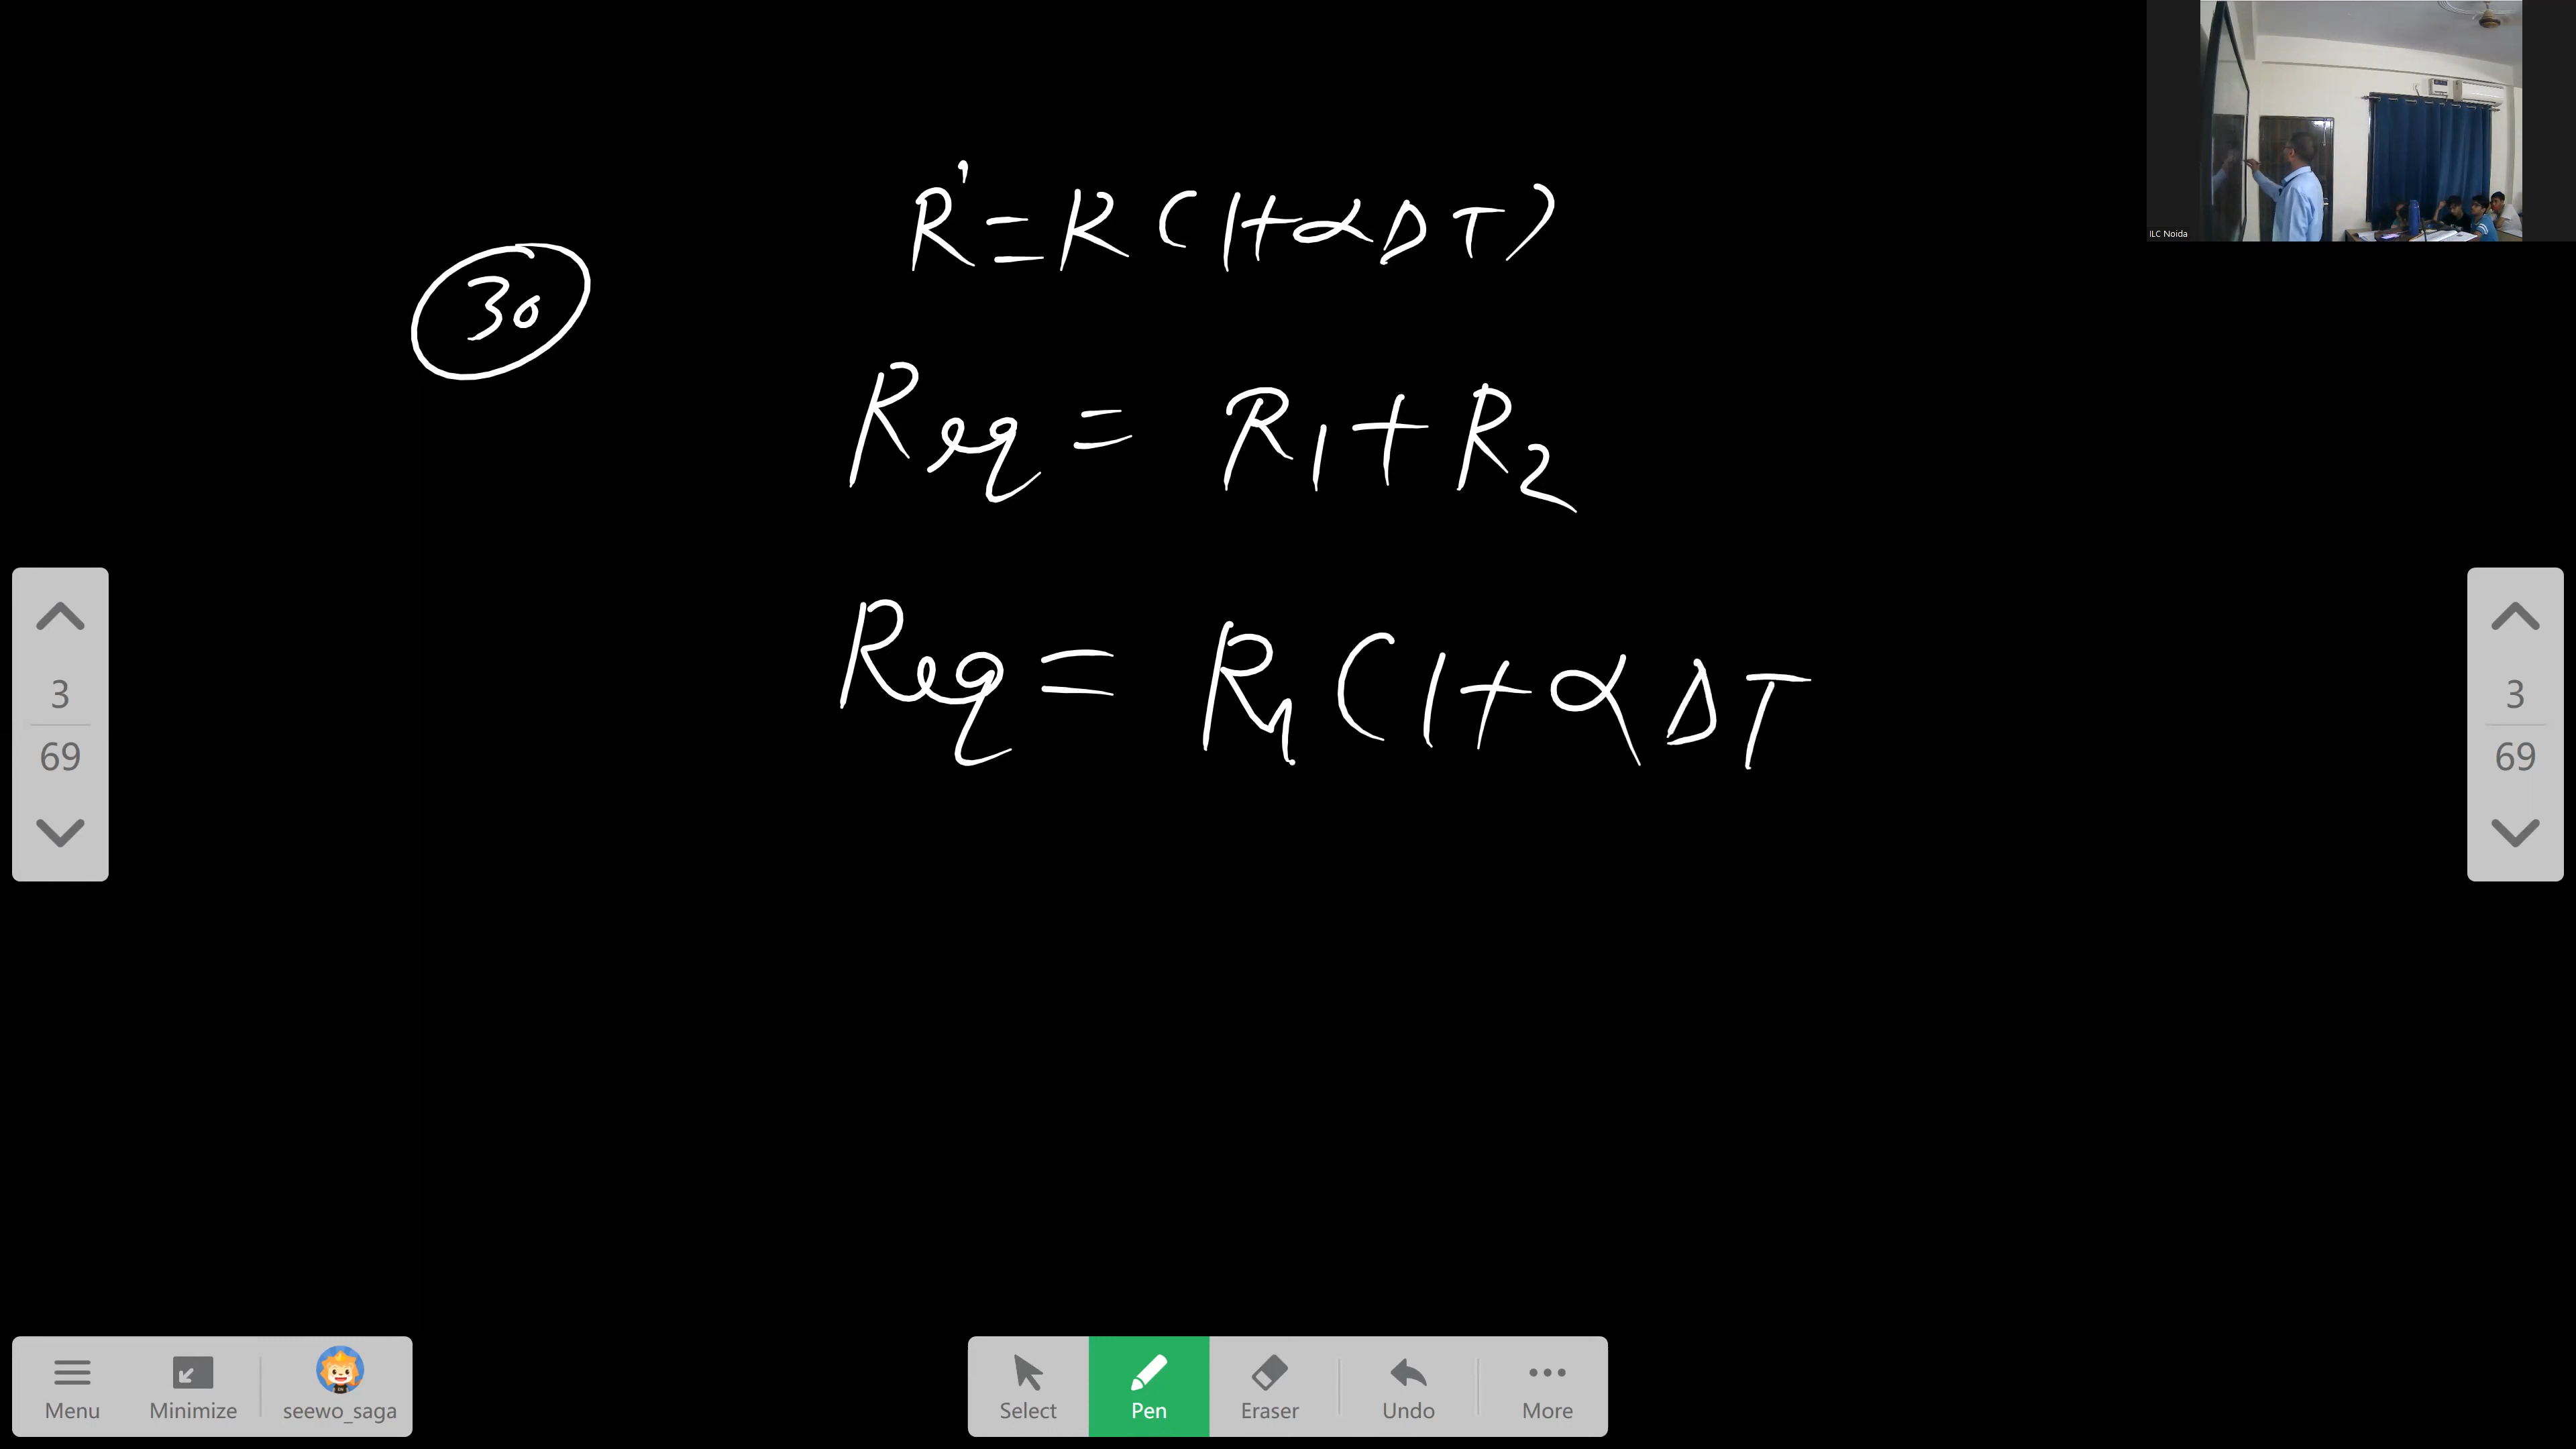 ILC Noida
R' = R (1+αΔT)
30
Req = R1 + R2
Req = R1 (1+αΔT
3
69
3
69
Menu
Minimize
seewo_saga
Select
Pen
Eraser
Undo
More